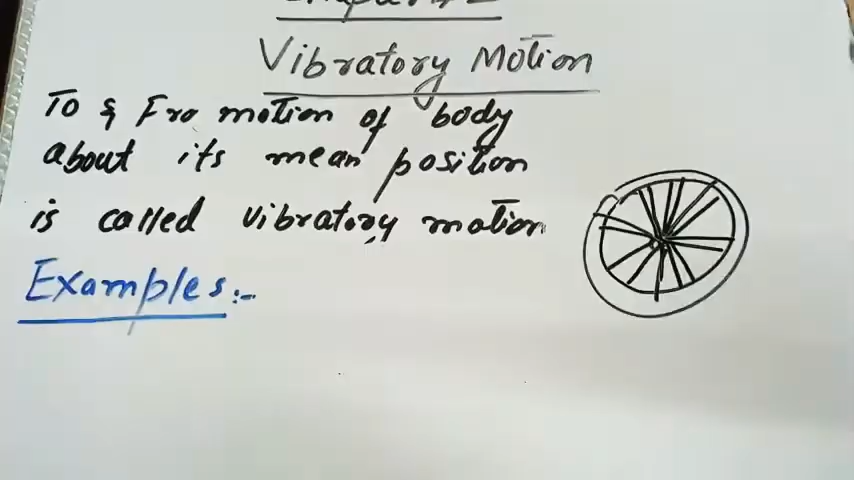 Vibratory Motion
To & Fro motion of body
about its mean position
is called vibratory motion
Examples:-